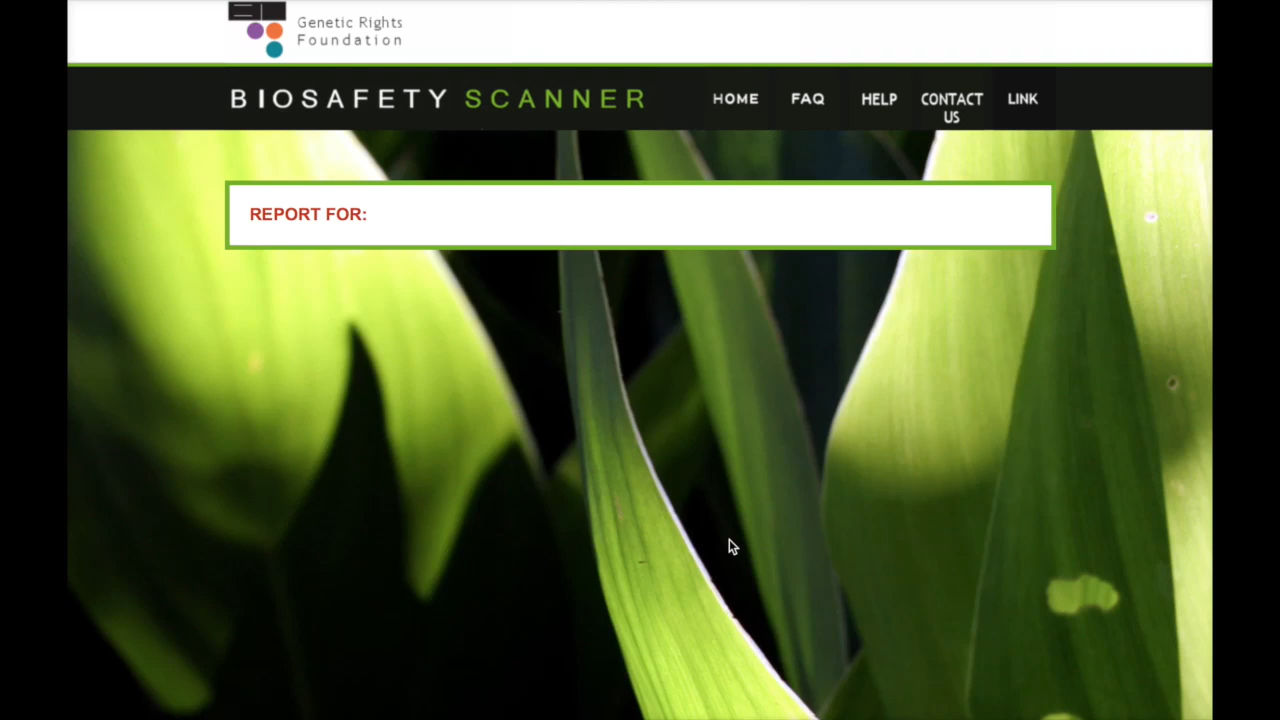 Genetic Rights
Foundation
BIOSAFETY SCANNER
HOME
FAQ
HELP
CONTACT
US
LINK
REPORT FOR: